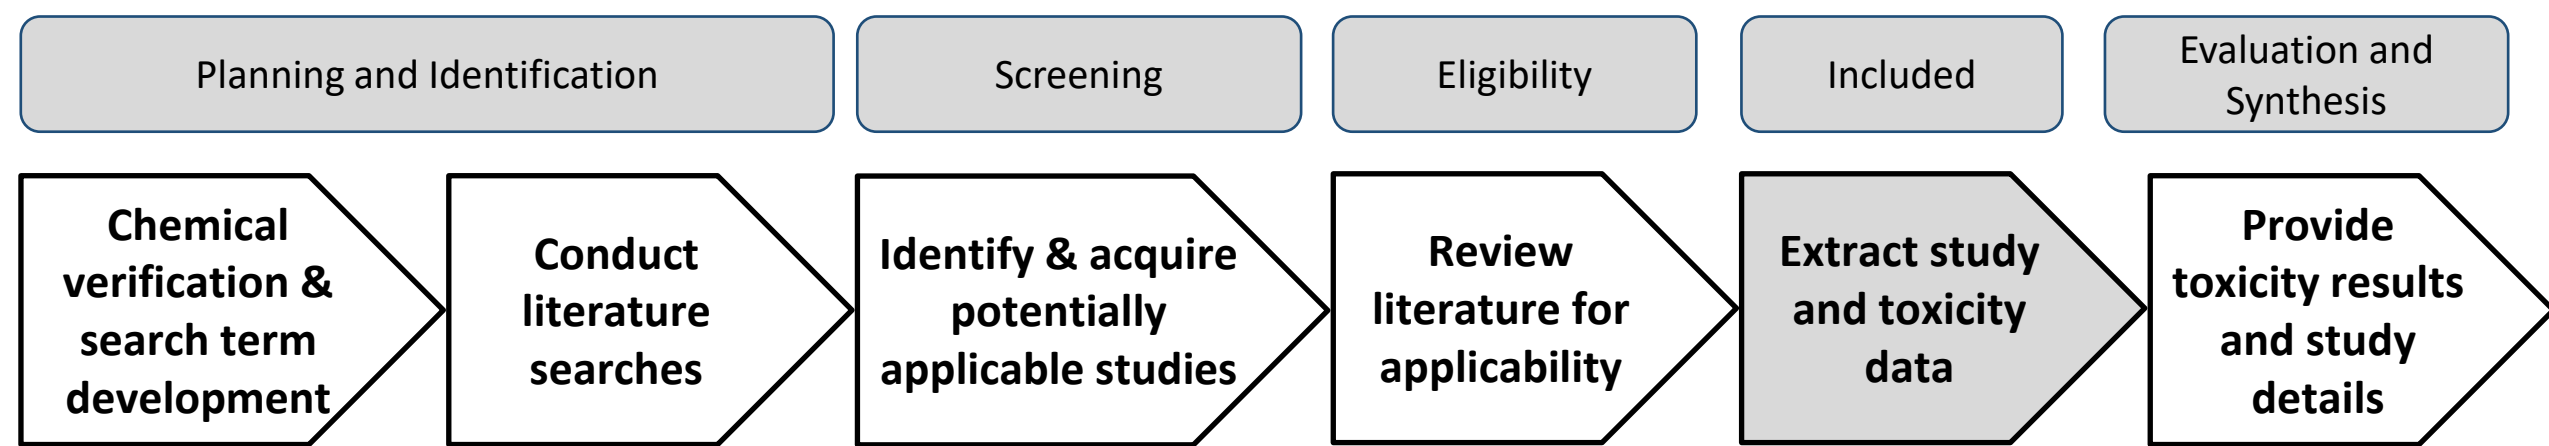 Planning and Identification
Screening
Eligibility
Included
Evaluation and
Synthesis
Chemical
verification &
search term
development
Conduct
literature
searches
Identify & acquire
potentially
applicable studies
Review
literature for
applicability
Extract study
and toxicity
data
Provide
toxicity results
and study
details